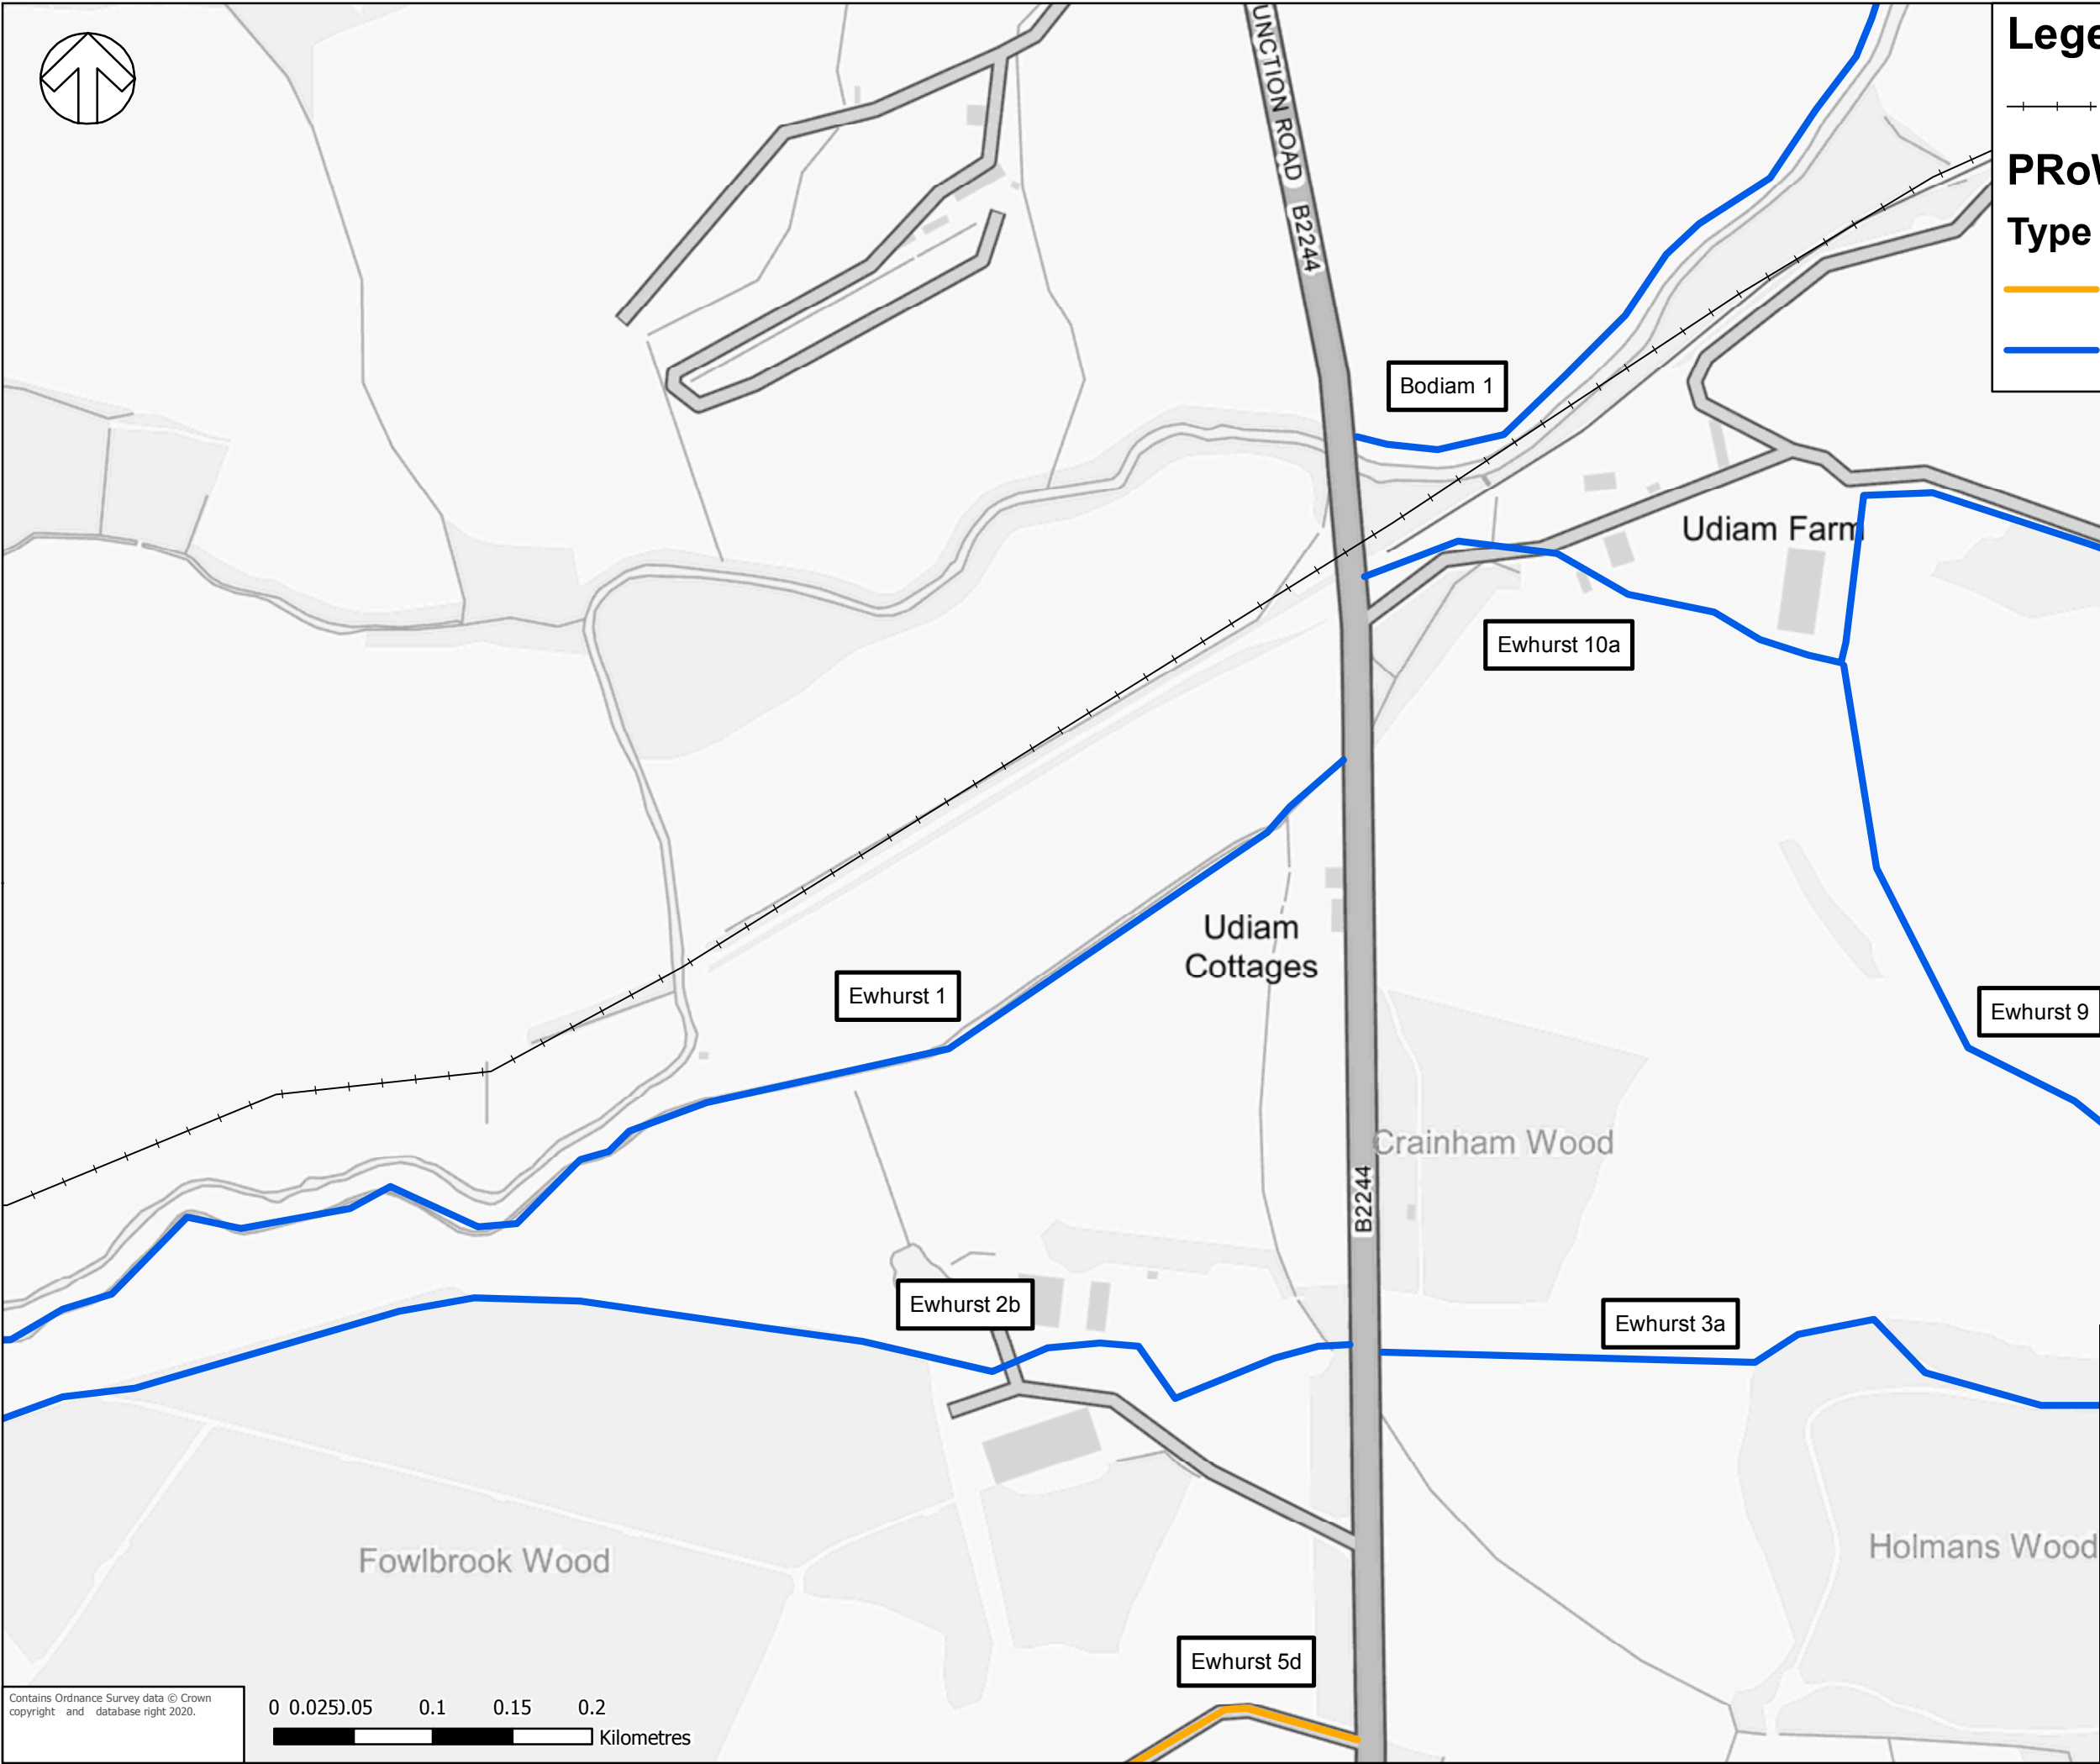 UNCTION ROAD B2244
Lege
PRoW
Type
Bodiam 1
Udiam Farm
Ewhurst 10a
Udiam
Cottages
Ewhurst 1
Ewhurst 9
Crainham Wood
B2244
Ewhurst 2b
Ewhurst 3a
Fowlbrook Wood
Holmans Wood
Ewhurst 5d
Contains Ordnance Survey data © Crown
copyright and database right 2020.
0 0.025 0.05 0.1 0.15 0.2
Kilometres